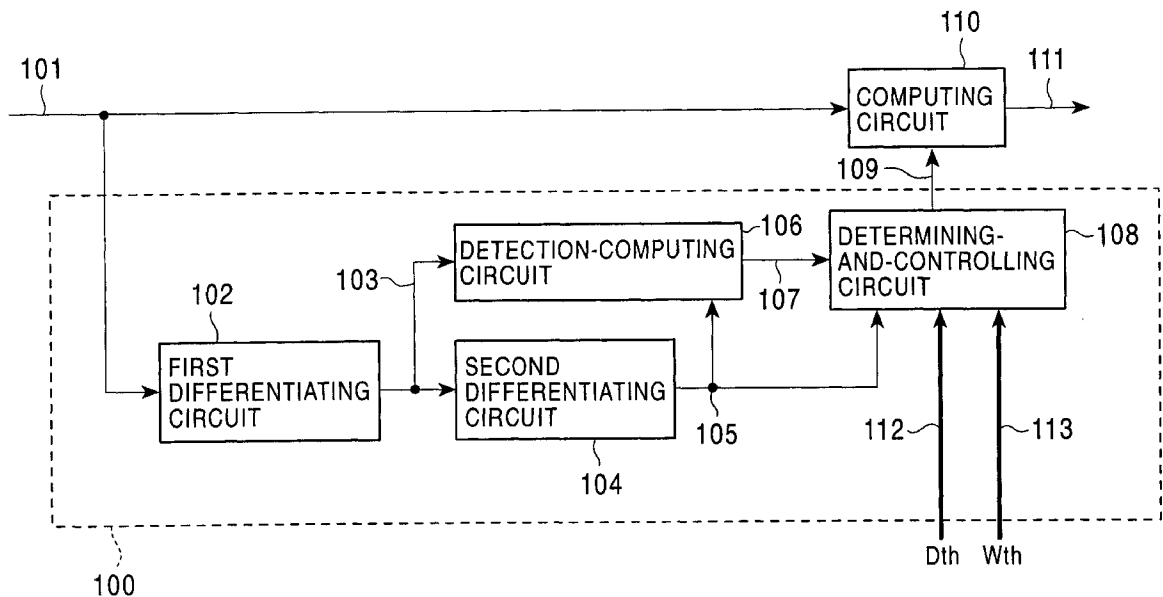 110
101
111
COMPUTING
CIRCUIT
109
106
DETECTION-COMPUTING
CIRCUIT
DETERMINING-
AND-CONTROLLING
CIRCUIT
108
103
107
102
FIRST
DIFFERENTIATING
CIRCUIT
SECOND
DIFFERENTIATING
CIRCUIT
105
112
113
104
Dth
Wth
100